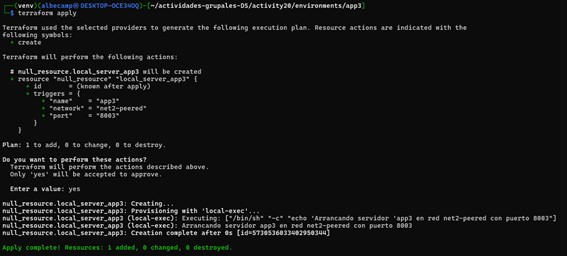 (venv)(albecamp㉿DESKTOP-OCE34OQ)-[~/actividades-grupales-DS/activity20/environments/app3]
$ terraform apply
Terraform used the selected providers to generate the following execution plan. Resource actions are indicated with the
following symbols:
+ create
Terraform will perform the following actions:
# null_resource.local_server_app3 will be created
+ resource "null_resource" "local_server_app3" {
+ id = (known after apply)
+ triggers = {
+ "name" = "app3"
+ "network" = "net2-peered"
+ "port" = "8003"
}
}
Plan: 1 to add, 0 to change, 0 to destroy.
Do you want to perform these actions?
Terraform will perform the actions described above.
Only 'yes' will be accepted to approve.
Enter a value: yes
null_resource.local_server_app3: Creating...
null_resource.local_server_app3: Provisioning with 'local-exec'...
null_resource.local_server_app3 (local-exec): Executing: ["/bin/sh" "-c" "echo 'Arrancando servidor 'app3 en red net2-peered con puerto 8003"]
null_resource.local_server_app3 (local-exec): Arrancando servidor app3 en red net2-peered con puerto 8003
null_resource.local_server_app3: Creation complete after 0s [id=5730536033402950344]
Apply complete! Resources: 1 added, 0 changed, 0 destroyed.